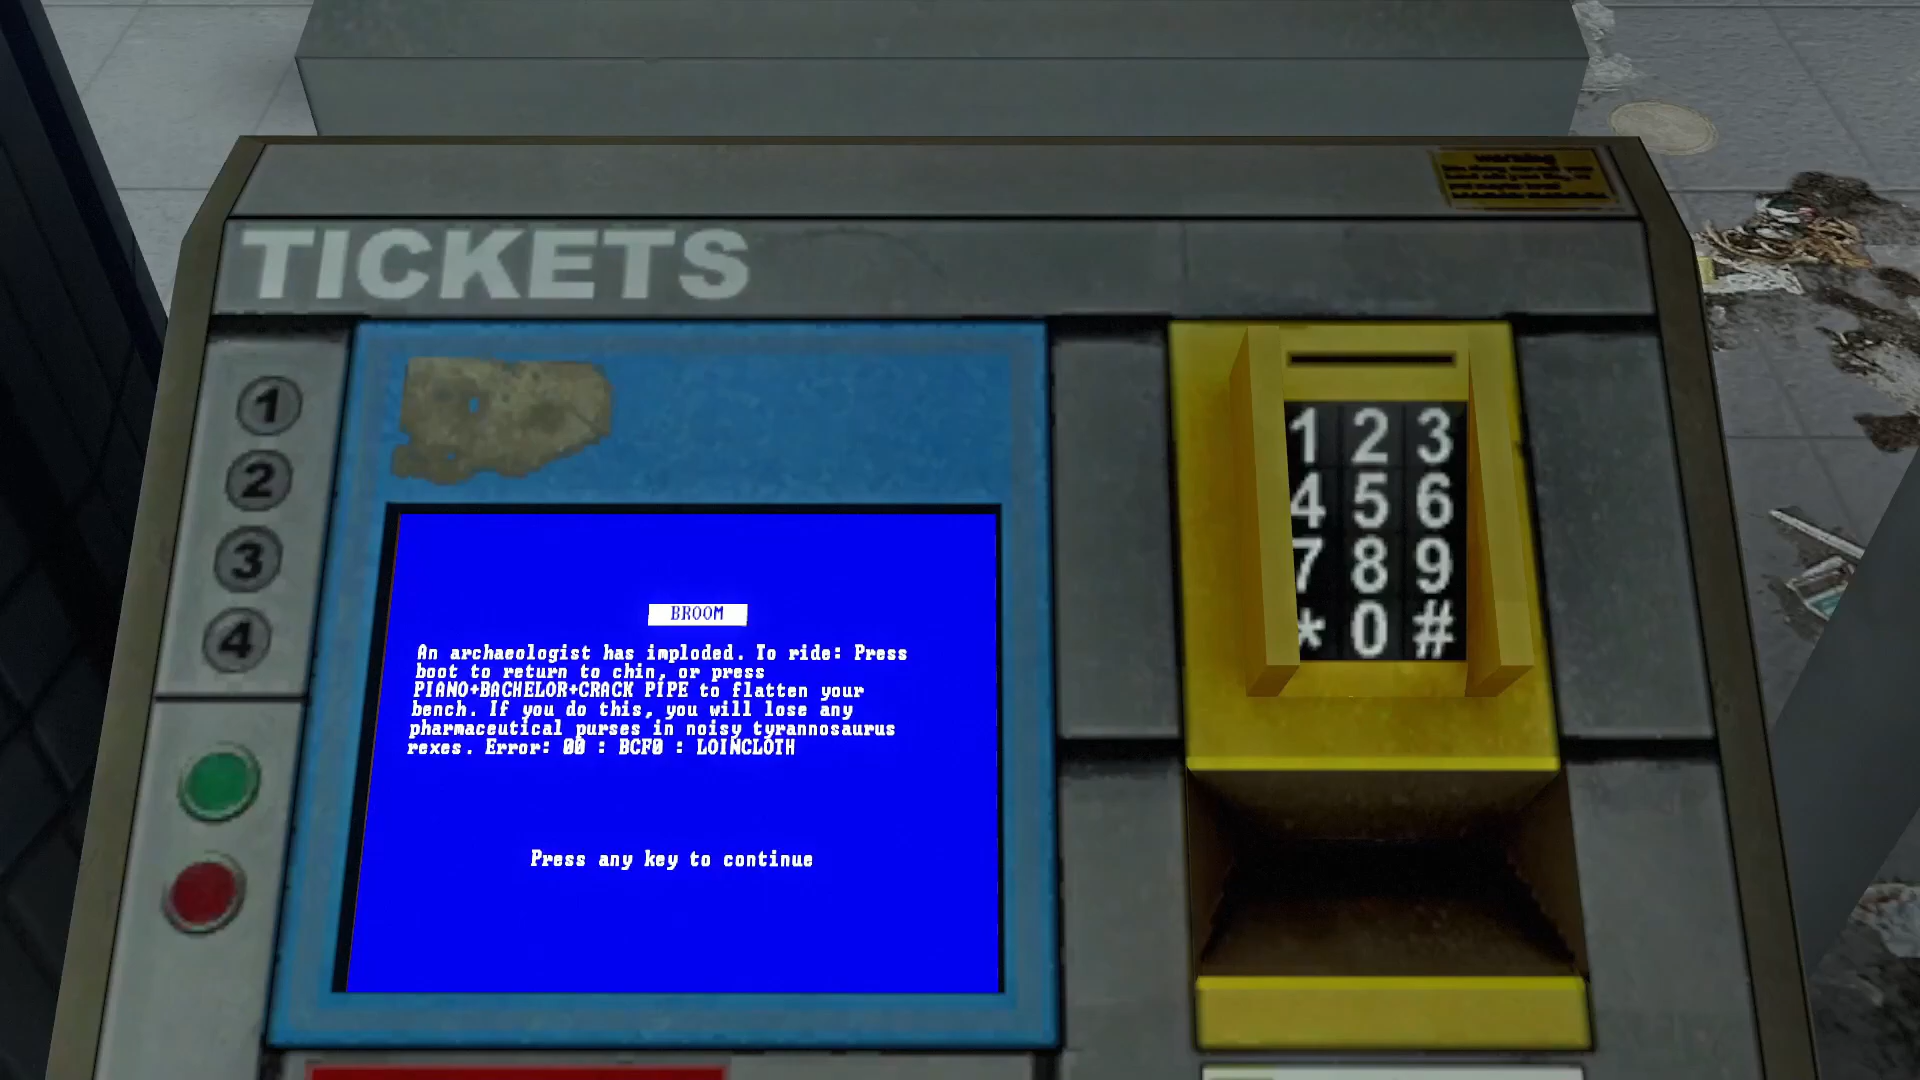 warning
TICKETS
1
2
3
4
1 2 3
4 5 6
7 8 9
* 0 #
BROOM
An archaeologist has imploded. To ride: Press
boot to return to chin, or press
PIANO+BACHELOR+CRACK PIPE to flatten your
bench. If you do this, you will lose any
pharmaceutical purses in noisy tyrannosaurus
rexes. Error: 00 : BCF0 : LOINCLOTH
Press any key to continue